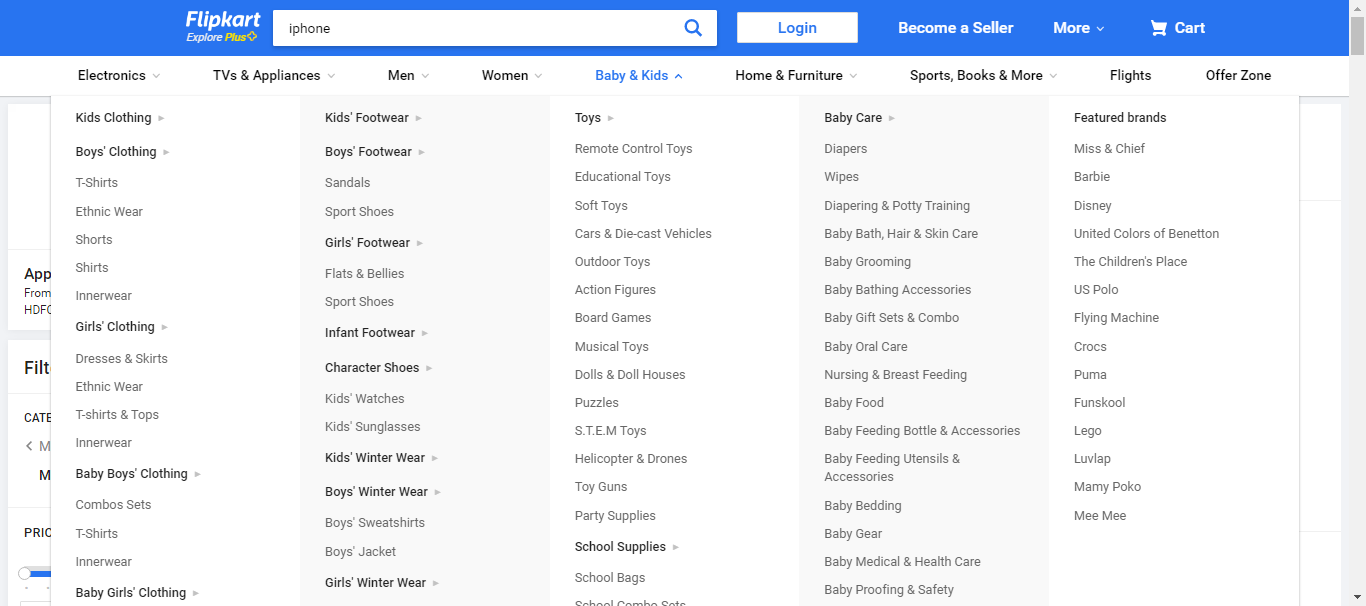 Flipkart
Explore Plus
iphone
Login
Become a Seller
More
Cart
Electronics
TVs & Appliances
Men
Women
Baby & Kids
Home & Furniture
Sports, Books & More
Flights
Offer Zone
Kids Clothing
Boys' Clothing
T-Shirts
Ethnic Wear
Shorts
Shirts
Innerwear
Girls' Clothing
Dresses & Skirts
Ethnic Wear
T-shirts & Tops
Innerwear
Baby Boys' Clothing
Combos Sets
T-Shirts
Innerwear
Baby Girls' Clothing
Kids' Footwear
Boys' Footwear
Sandals
Sport Shoes
Girls' Footwear
Flats & Bellies
Sport Shoes
Infant Footwear
Character Shoes
Kids' Watches
Kids' Sunglasses
Kids' Winter Wear
Boys' Winter Wear
Boys' Sweatshirts
Boys' Jacket
Girls' Winter Wear
Toys
Remote Control Toys
Educational Toys
Soft Toys
Cars & Die-cast Vehicles
Outdoor Toys
Action Figures
Board Games
Musical Toys
Dolls & Doll Houses
Puzzles
S.T.E.M Toys
Helicopter & Drones
Toy Guns
Party Supplies
School Supplies
School Bags
School Combo Sets
Baby Care
Diapers
Wipes
Diapering & Potty Training
Baby Bath, Hair & Skin Care
Baby Grooming
Baby Bathing Accessories
Baby Gift Sets & Combo
Baby Oral Care
Nursing & Breast Feeding
Baby Food
Baby Feeding Bottle & Accessories
Baby Feeding Utensils &
Accessories
Baby Bedding
Baby Gear
Baby Medical & Health Care
Baby Proofing & Safety
Featured brands
Miss & Chief
Barbie
Disney
United Colors of Benetton
The Children's Place
US Polo
Flying Machine
Crocs
Puma
Funskool
Lego
Luvlap
Mamy Poko
Mee Mee
App
From
HDFC
Filt
CATE
M
M
PRIC